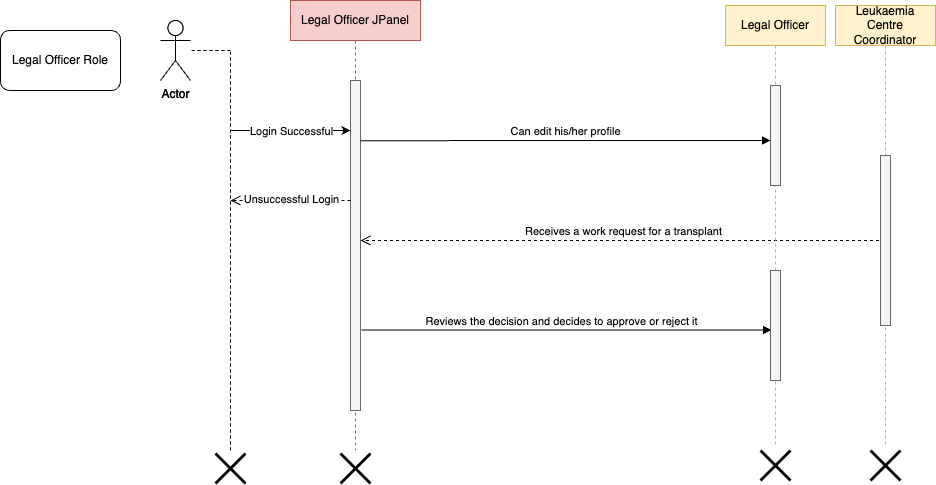 Legal Officer Role
Actor
Legal Officer JPanel
Legal Officer
Leukaemia
Centre
Coordinator
Login Successful
Can edit his/her profile
Unsuccessful Login
Receives a work request for a transplant
Reviews the decision and decides to approve or reject it